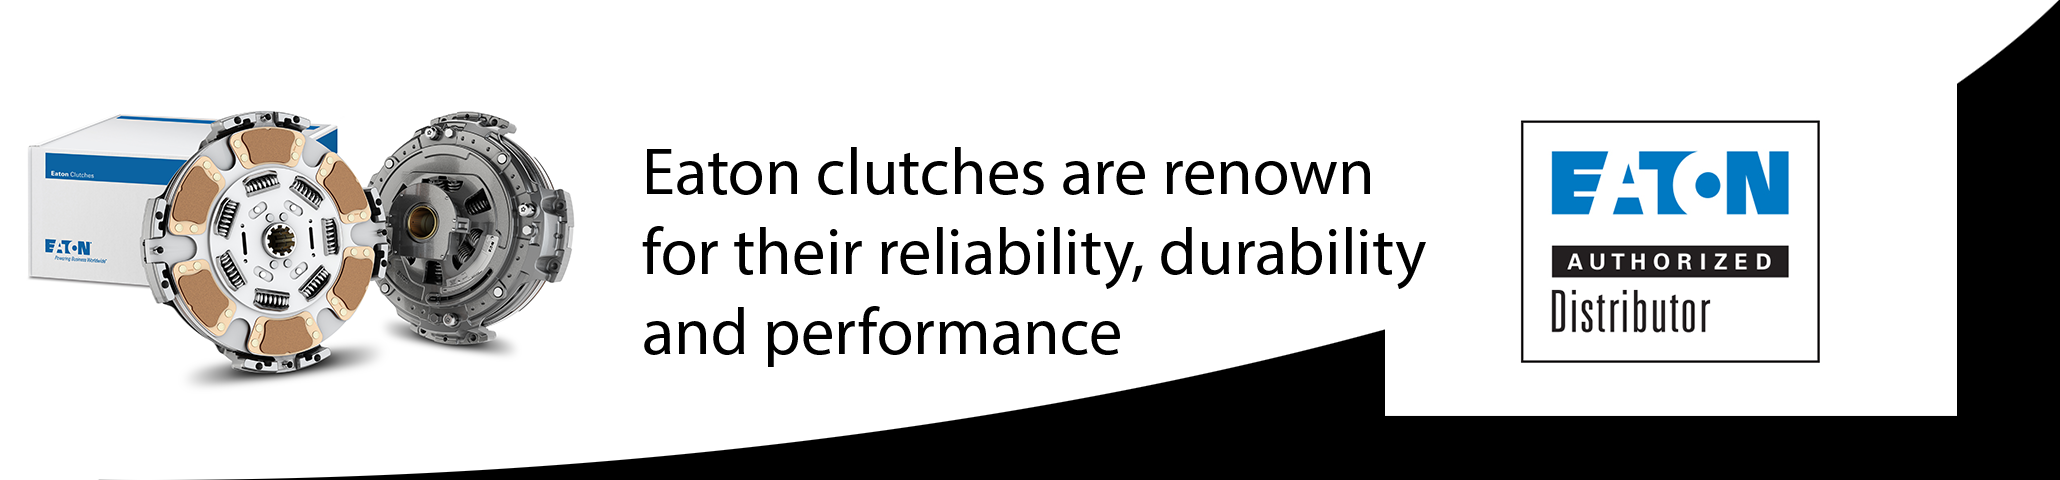 Eaton Clutches
EATON
Powering Business Worldwide
Eaton clutches are renown
for their reliability, durability
and performance
EATON
AUTHORIZED
Distributor